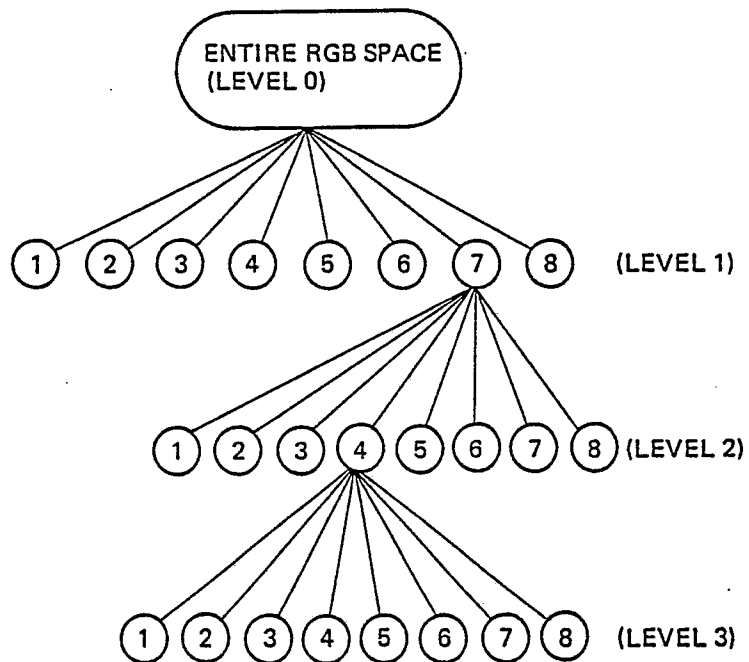 ENTIRE RGB SPACE
(LEVEL 0)
1 2 3 4 5 6 7 8 (LEVEL 1)
1 2 3 4 5 6 7 8 (LEVEL 2)
1 2 3 4 5 6 7 8 (LEVEL 3)